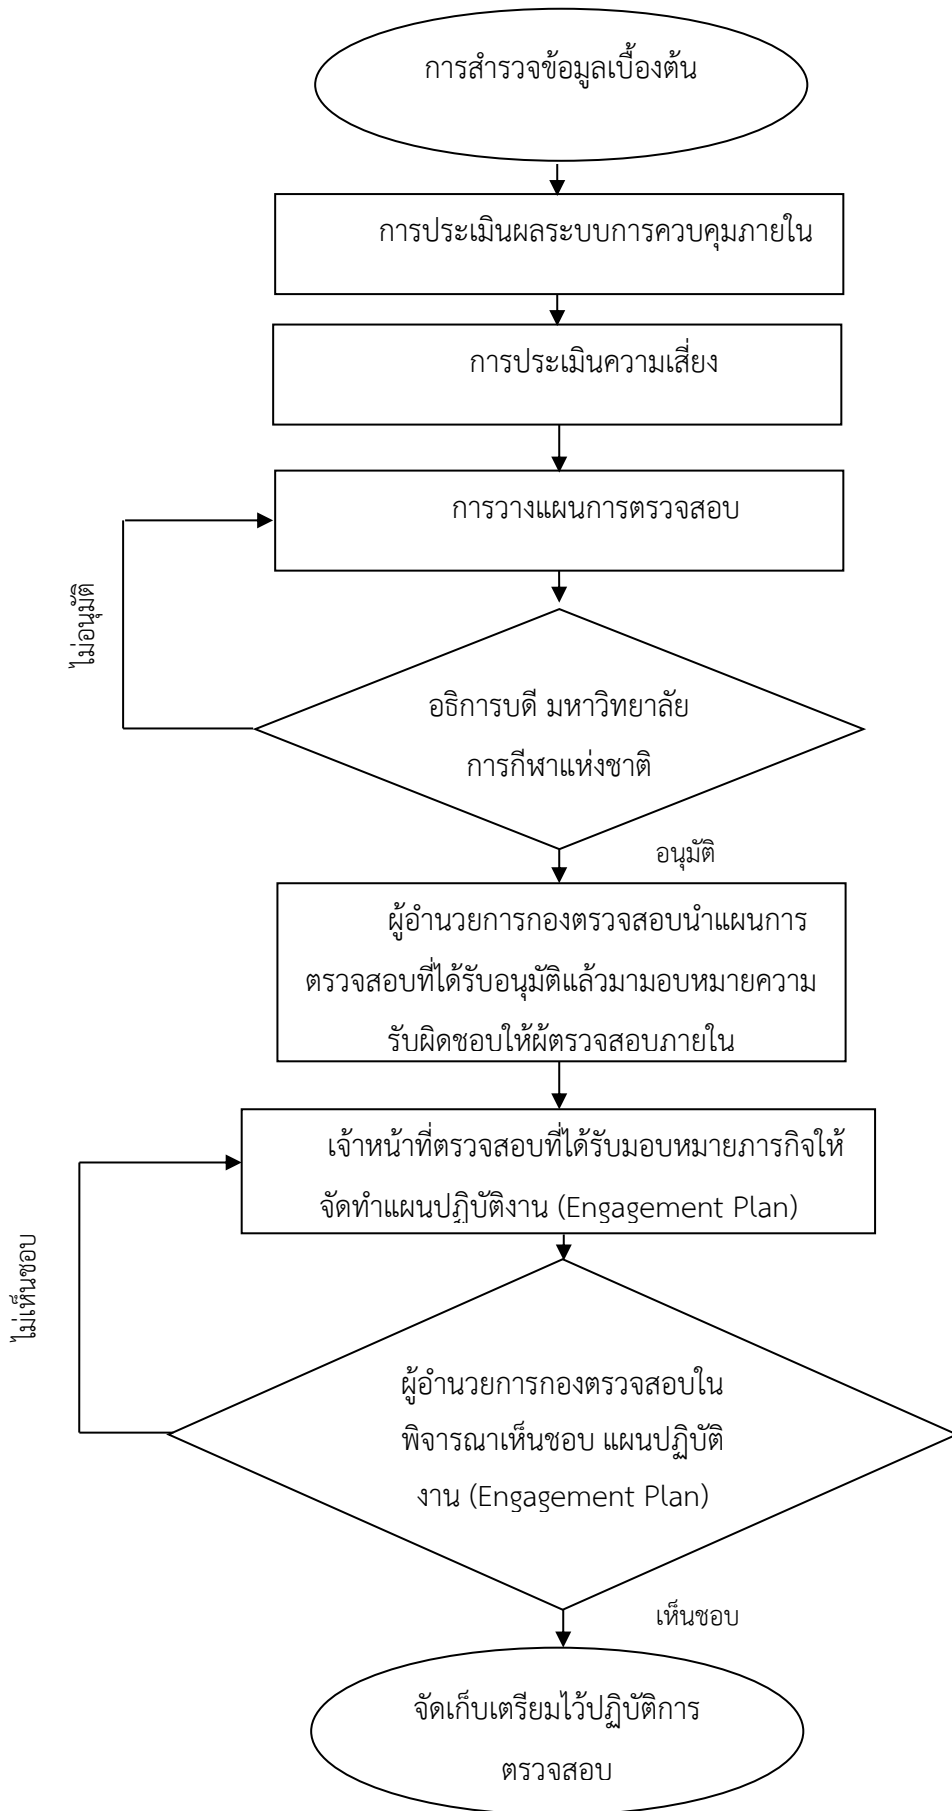 การสำรวจข้อมูลเบื้องต้น
การประเมินผลระบบการควบคุมภายใน
การประเมินความเสี่ยง
การวางแผนการตรวจสอบ
ไม่อนุมัติ
อธิการบดี มหาวิทยาลัย
การกีฬาแห่งชาติ
อนุมัติ
ผู้อำนวยการกองตรวจสอบนำแผนการ
ตรวจสอบที่ได้รับอนุมัติแล้วมามอบหมายความ
รับผิดชอบให้ผู้ตรวจสอบภายใน
เจ้าหน้าที่ตรวจสอบที่ได้รับมอบหมายภารกิจให้
จัดทำแผนปฏิบัติงาน (Engagement Plan)
ไม่เห็นชอบ
ผู้อำนวยการกองตรวจสอบใน
พิจารณาเห็นชอบ แผนปฏิบัติ
งาน (Engagement Plan)
เห็นชอบ
จัดเก็บเตรียมไว้ปฏิบัติการ
ตรวจสอบ